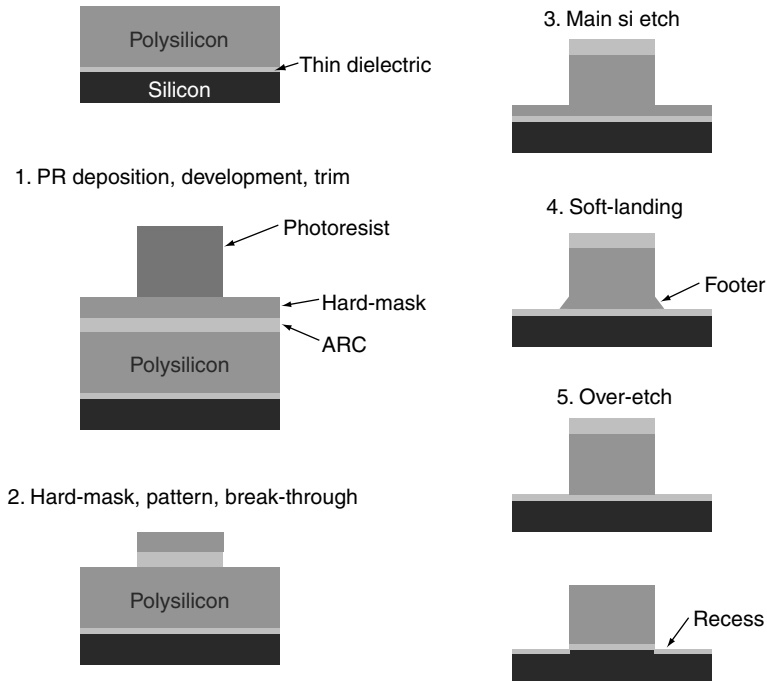 Polysilicon
Thin dielectric
Silicon
1. PR deposition, development, trim
Photoresist
Hard-mask
ARC
Polysilicon
2. Hard-mask, pattern, break-through
Polysilicon
3. Main si etch
4. Soft-landing
Footer
5. Over-etch
Recess